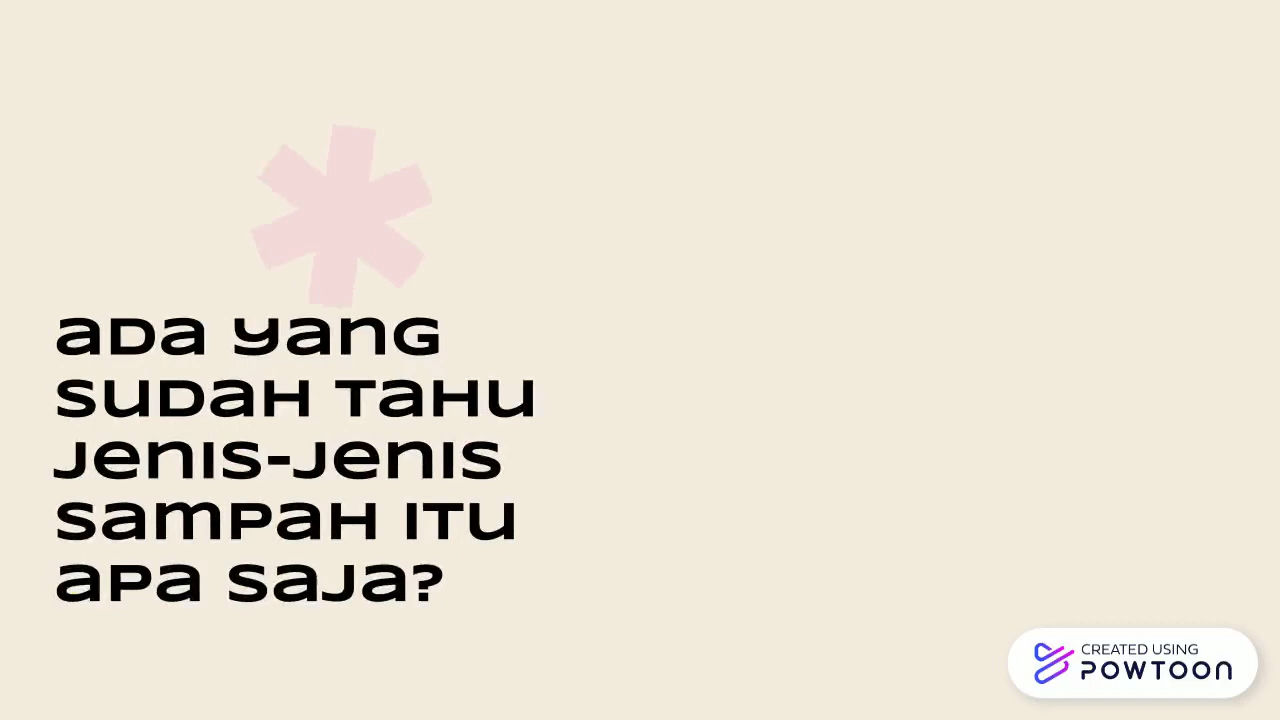 ada yang
sudah tahu
jenis-jenis
sampah itu
apa saja?
CREATED USING
POWTOON